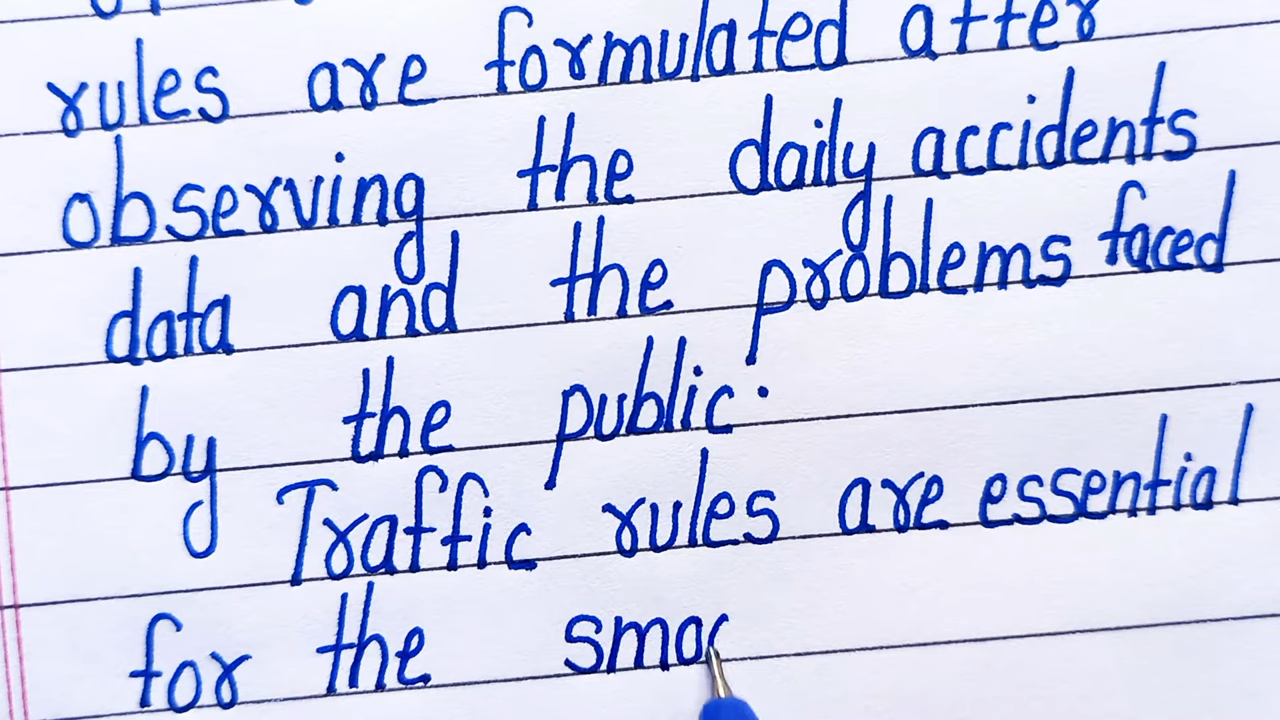 rules are formulated after
observing the daily accidents
data and the problems faced
by the public.
Traffic rules are essential
for the smo